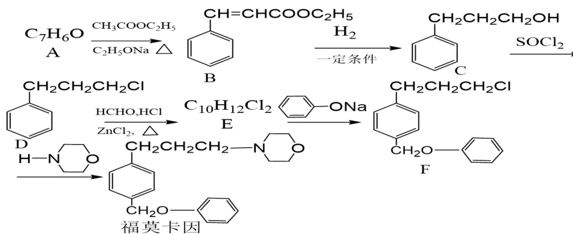 C₇H₆O CH₃COOC₂H₅ C₂H₅ONa △ CH=CHCOOC₂H₅ H₂ 一定条件 CH₂CH₂CH₂OH SOCl₂
A B C
CH₂CH₂CH₂Cl HCHO,HCl ZnCl₂, △ C₁₀H₁₂Cl₂ ONa CH₂CH₂CH₂Cl
D E CH₂O F
H N O CH₂CH₂CH₂ N O
CH₂O
福莫卡因